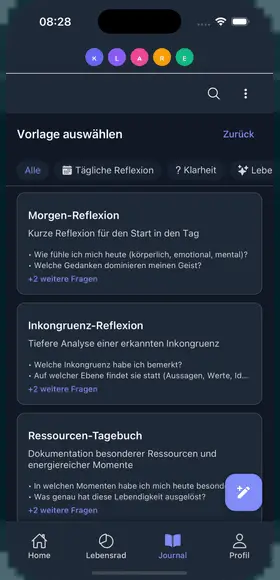 08:28
K L A R E
Vorlage auswählen
Zurück
Alle
Tägliche Reflexion
? Klarheit
Lebe
Morgen-Reflexion
Kurze Reflexion für den Start in den Tag
• Wie fühle ich mich heute (körperlich, emotional, mental)?
• Welche Gedanken dominieren meinen Geist?
+2 weitere Fragen
Inkongruenz-Reflexion
Tiefere Analyse einer erkannten Inkongruenz
• Welche Inkongruenz habe ich bemerkt?
• Auf welcher Ebene findet sie statt (Aussagen, Werte, Id...
+2 weitere Fragen
Ressourcen-Tagebuch
Dokumentation besonderer Ressourcen und
energiereicher Momente
• In welchen Momenten habe ich mich heute besond
• Was genau hat diese Lebendigkeit ausgelöst?
+2 weitere Fragen
Home
Lebensrad
Journal
Profil